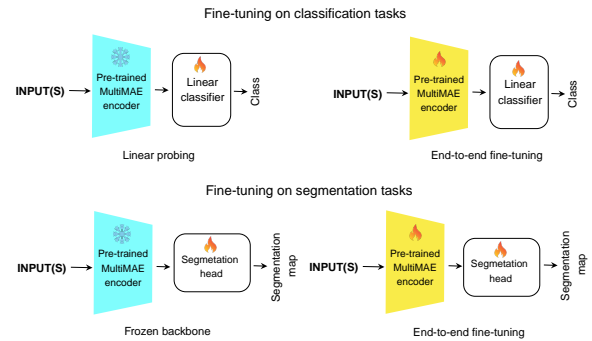 Fine-tuning on classification tasks
INPUT(S)
Pre-trained
MultiMAE
encoder
Linear
classifier
Class
Linear probing
INPUT(S)
Pre-trained
MultiMAE
encoder
Linear
classifier
Class
End-to-end fine-tuning
Fine-tuning on segmentation tasks
INPUT(S)
Pre-trained
MultiMAE
encoder
Segmetation
head
Segmentation
map
Frozen backbone
INPUT(S)
Pre-trained
MultiMAE
encoder
Segmetation
head
Segmentation
map
End-to-end fine-tuning